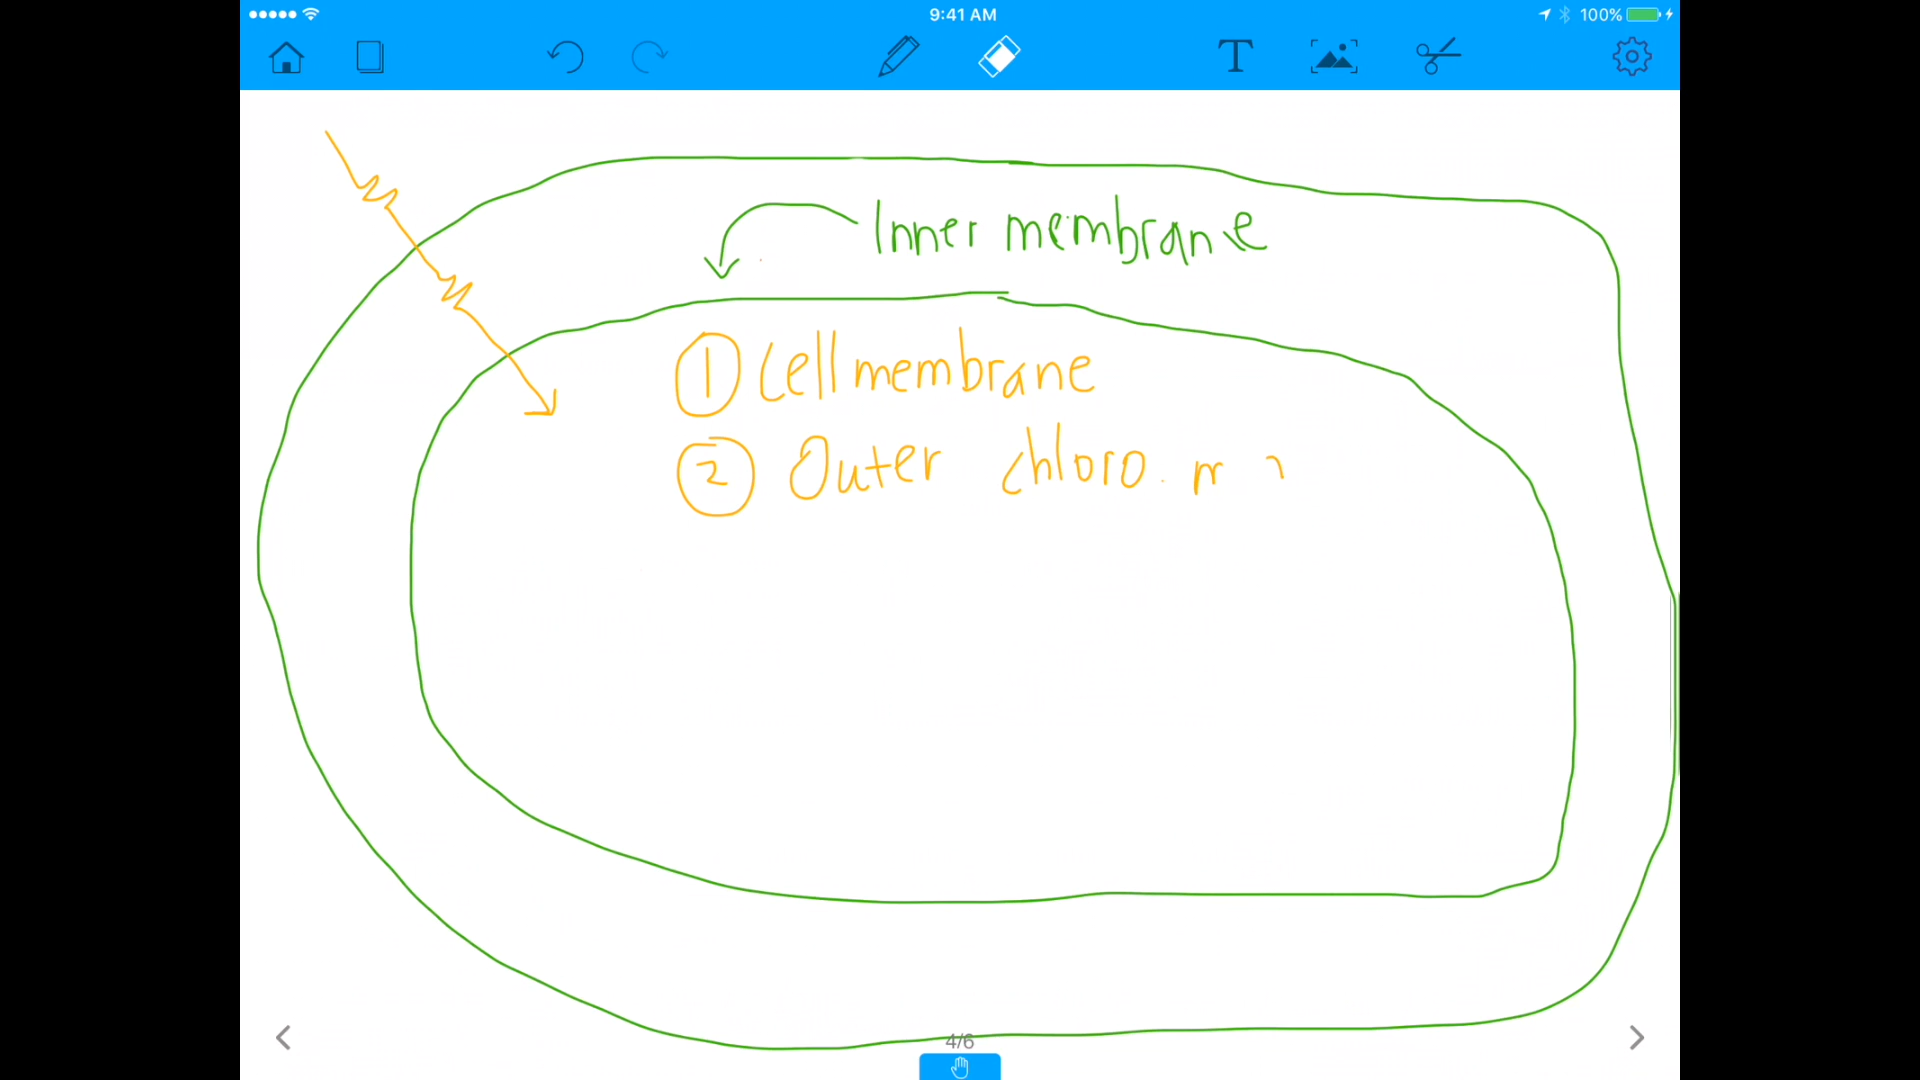 9:41 AM
100%
T
Inner membrane
1 Cell membrane
2 Outer chloro. m
4/6